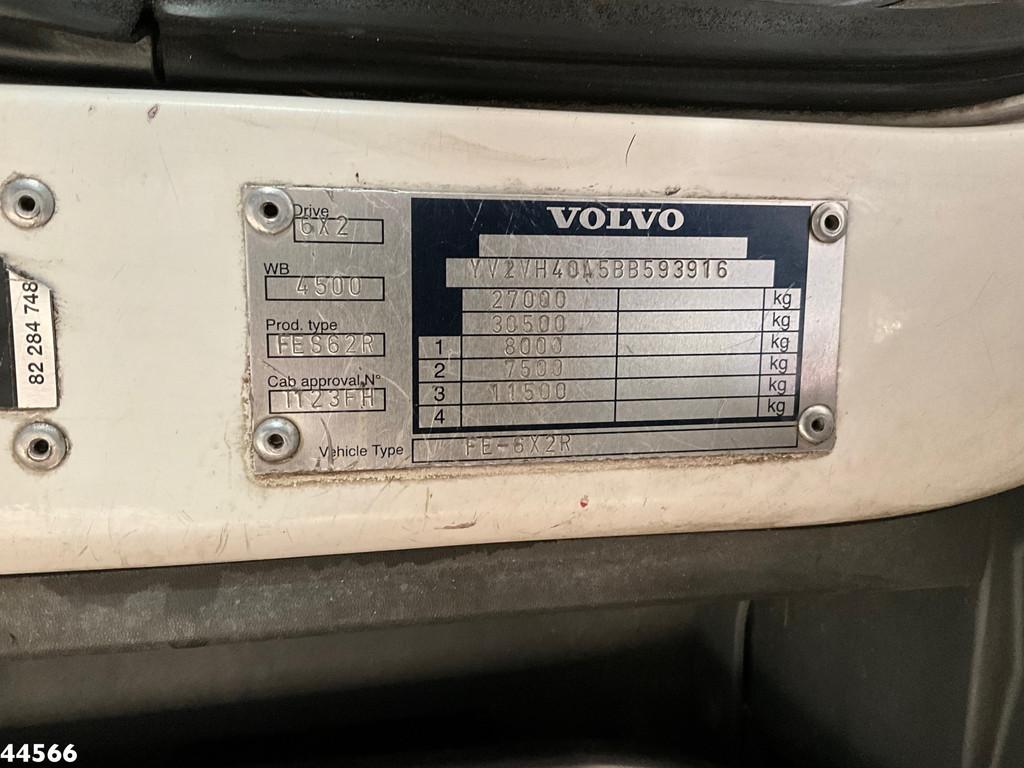 Drive
6X2
WB
4500
Prod. type
FES62R
Cab approval N°
1123FH
VOLVO
YV2VH40A5BB593916
27000 kg
30500 kg
1 8000 kg
2 7500 kg
3 11500 kg
4 kg
Vehicle Type FE-6X2R
82 284 748
44566